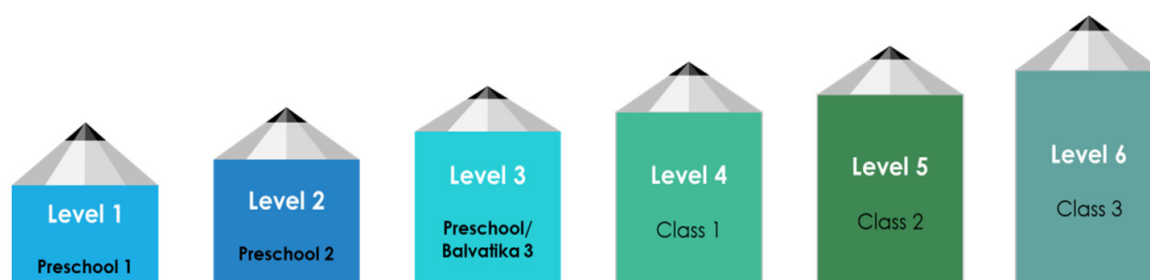 Level 1
Preschool 1
Level 2
Preschool 2
Level 3
Preschool/
Balvatika 3
Level 4
Class 1
Level 5
Class 2
Level 6
Class 3